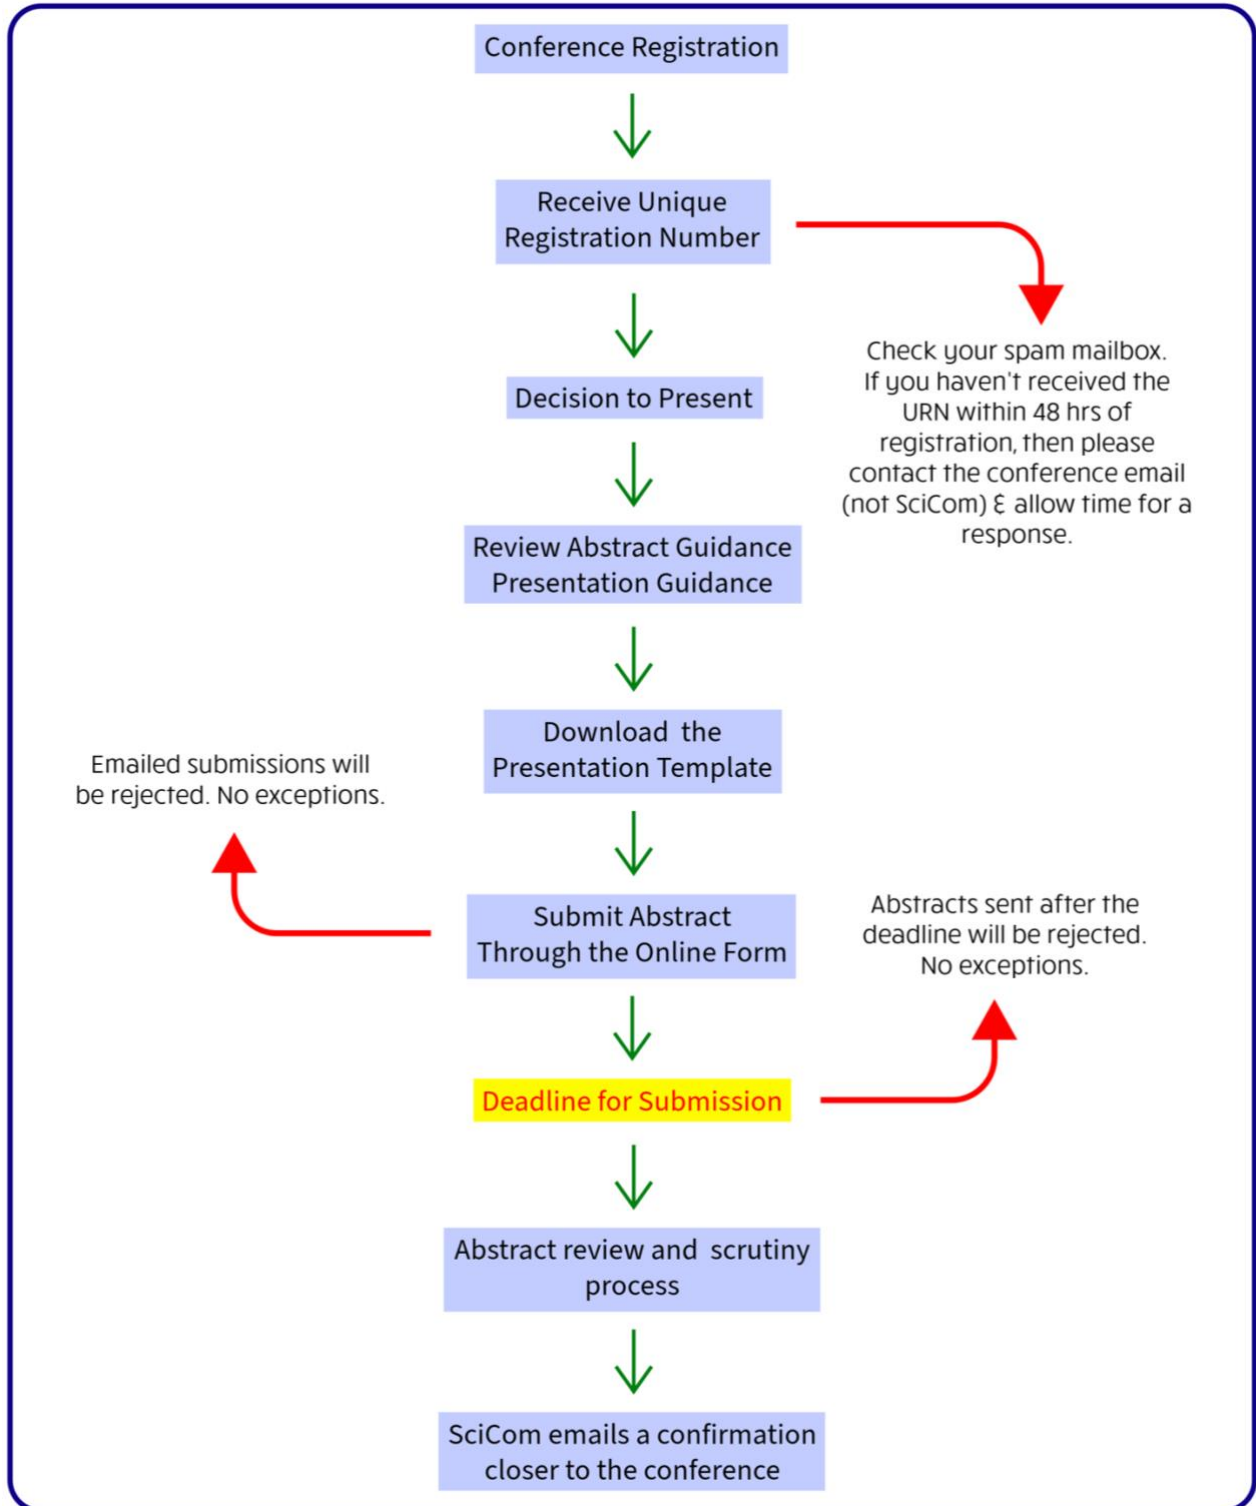 Conference Registration
Receive Unique
Registration Number
Check your spam mailbox.
If you haven't received the
URN within 48 hrs of
registration, then please
contact the conference email
(not SciCom) & allow time for a
response.
Decision to Present
Review Abstract Guidance
Presentation Guidance
Download the
Presentation Template
Emailed submissions will
be rejected. No exceptions.
Submit Abstract
Through the Online Form
Abstracts sent after the
deadline will be rejected.
No exceptions.
Deadline for Submission
Abstract review and scrutiny
process
SciCom emails a confirmation
closer to the conference